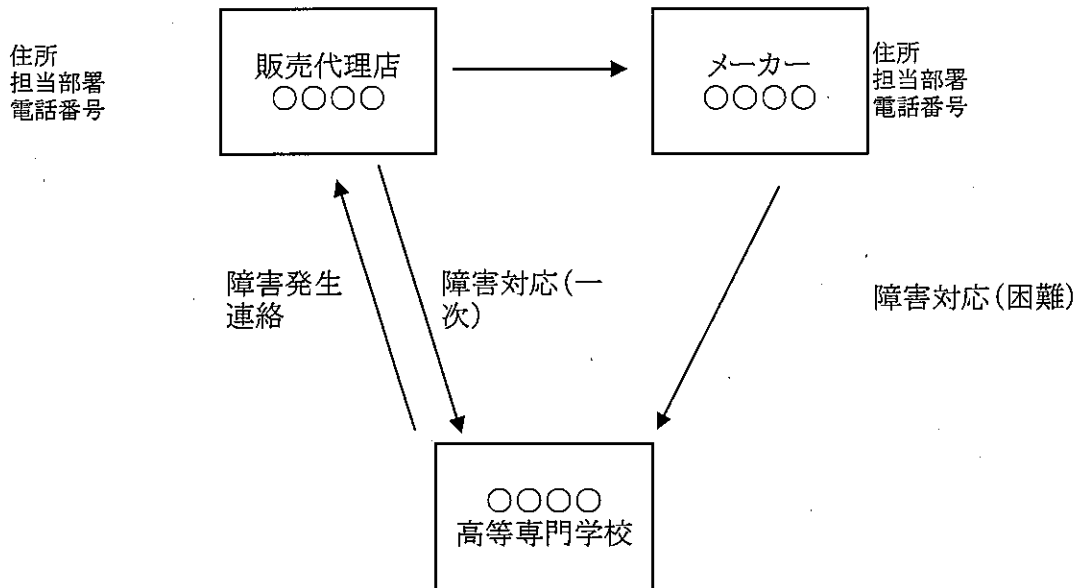 住所
担当部署
電話番号
販売代理店
○○○○
メーカー
○○○○
住所
担当部署
電話番号
障害発生
連絡
障害対応(一
次)
障害対応(困難)
○○○○
高等専門学校